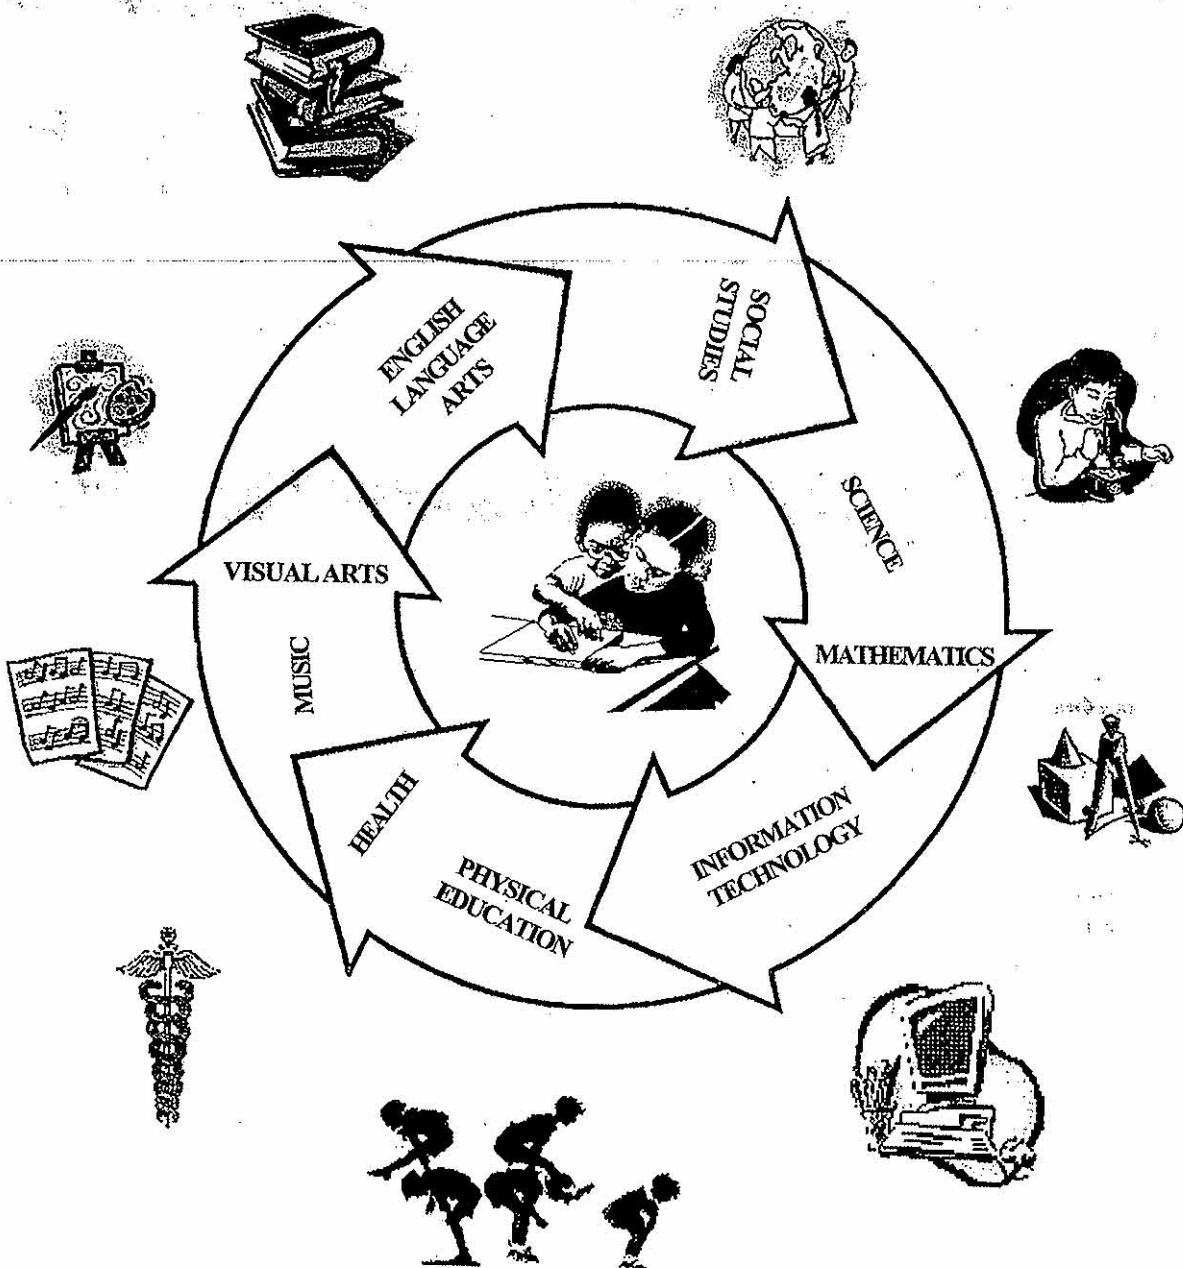 ENGLISH
LANGUAGE
ARTS
SOCIAL
STUDIES
SCIENCE
MATHEMATICS
INFORMATION
TECHNOLOGY
PHYSICAL
EDUCATION
HEALTH
MUSIC
VISUAL ARTS